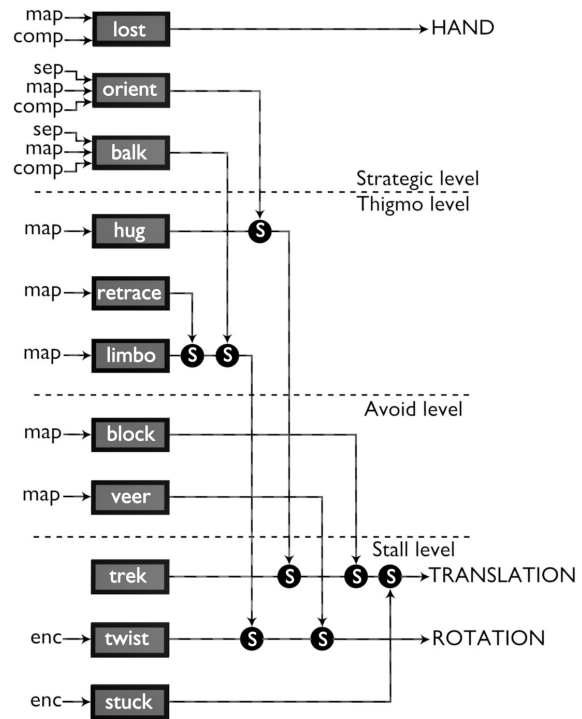 map
comp
lost
HAND
sep
map
comp
orient
sep
map
comp
balk
Strategic level
Thigmo level
map
hug
S
map
retrace
map
limbo
S
S
Avoid level
map
block
map
veer
Stall level
trek
S
S
S
TRANSLATION
enc
twist
S
S
ROTATION
enc
stuck